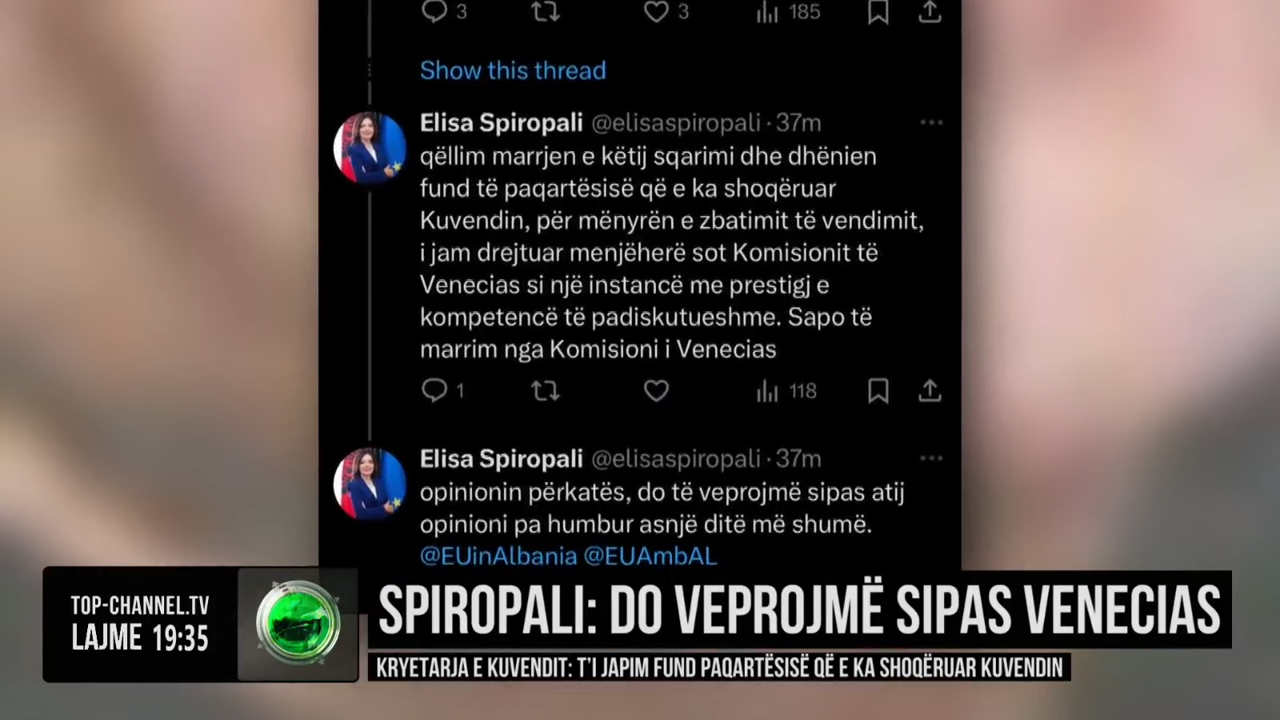 3 3 185
Show this thread
Elisa Spiropali @elisaspiropali · 37m
qëllim marrjen e këtij sqarimi dhe dhënien
fund të paqartësisë që e ka shoqëruar
Kuvendin, për mënyrën e zbatimit të vendimit,
i jam drejtuar menjëherë sot Komisionit të
Venecias si një instancë me prestigj e
kompetencë të padiskutueshme. Sapo të
marrim nga Komisioni i Venecias
1 118
Elisa Spiropali @elisaspiropali · 37m
opinionin përkatës, do të veprojmë sipas atij
opinioni pa humbur asnjë ditë më shumë.
@EUinAlbania @EUAmbAL
TOP-CHANNEL.TV
LAJME 19:35
SPIROPALI: DO VEPROJMË SIPAS VENECIAS
KRYETARJA E KUVENDIT: T'I JAPIM FUND PAQARTËSISË QË E KA SHOQËRUAR KUVENDIN